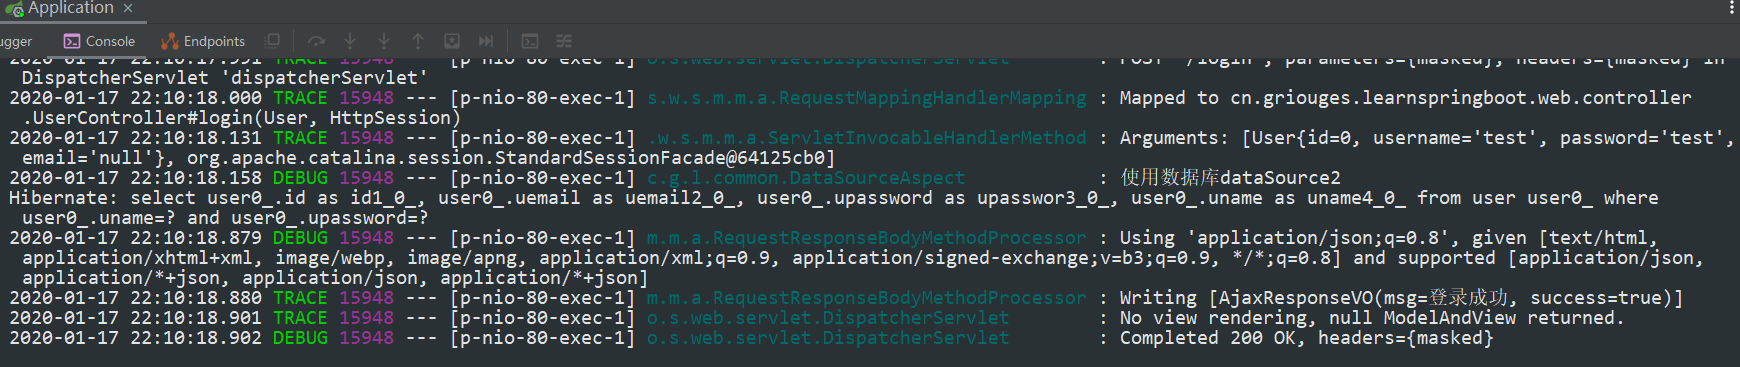 Application ×
ugger Console Endpoints
2020-01-17 22:10:17.991 TRACE 15948 --- [p-nio-80-exec-1] o.s.web.servlet.DispatcherServlet : POST "/login", parameters={masked}, headers={masked} in
DispatcherServlet 'dispatcherServlet'
2020-01-17 22:10:18.000 TRACE 15948 --- [p-nio-80-exec-1] s.w.s.m.m.a.RequestMappingHandlerMapping : Mapped to cn.griouges.learnspringboot.web.controller
.UserController#login(User, HttpSession)
2020-01-17 22:10:18.131 TRACE 15948 --- [p-nio-80-exec-1] .w.s.m.m.a.ServletInvocableHandlerMethod : Arguments: [User{id=0, username='test', password='test',
email='null'}, org.apache.catalina.session.StandardSessionFacade@64125cb0]
2020-01-17 22:10:18.158 DEBUG 15948 --- [p-nio-80-exec-1] c.g.l.common.DataSourceAspect : 使用数据库dataSource2
Hibernate: select user0_.id as id1_0_, user0_.uemail as uemail2_0_, user0_.upassword as upasswor3_0_, user0_.uname as uname4_0_ from user user0_ where
user0_.uname=? and user0_.upassword=?
2020-01-17 22:10:18.879 DEBUG 15948 --- [p-nio-80-exec-1] m.m.a.RequestResponseBodyMethodProcessor : Using 'application/json;q=0.8', given [text/html,
application/xhtml+xml, image/webp, image/apng, application/xml;q=0.9, application/signed-exchange;v=b3;q=0.9, */*;q=0.8] and supported [application/json,
application/*+json, application/json, application/*+json]
2020-01-17 22:10:18.880 TRACE 15948 --- [p-nio-80-exec-1] m.m.a.RequestResponseBodyMethodProcessor : Writing [AjaxResponseVO(msg=登录成功, success=true)]
2020-01-17 22:10:18.901 TRACE 15948 --- [p-nio-80-exec-1] o.s.web.servlet.DispatcherServlet : No view rendering, null ModelAndView returned.
2020-01-17 22:10:18.902 DEBUG 15948 --- [p-nio-80-exec-1] o.s.web.servlet.DispatcherServlet : Completed 200 OK, headers={masked}